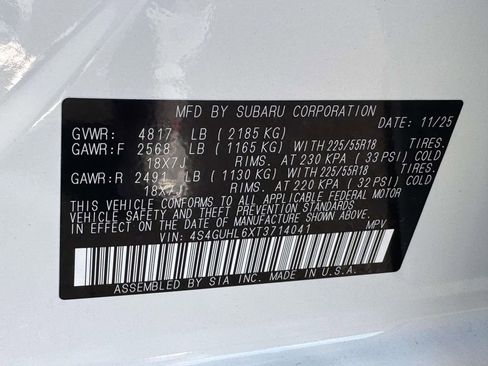 MFD BY SUBARU CORPORATION
DATE: 11/25
GVWR: 4817 LB (2185 KG)
GAWR:F 2568 LB (1165 KG) WITH 225/55R18 TIRES.
18X7J RIMS. AT 230 KPA (33 PSI) COLD
GAWR:R 2491 LB (1130 KG) WITH 225/55R18 TIRES.
18X7J RIMS. AT 220 KPA (32 PSI) COLD
THIS VEHICLE CONFORMS TO ALL APPLICABLE FEDERAL MOTOR
VEHICLE SAFETY AND THEFT PREVENTION STANDARDS
IN EFFECT ON THE DATE OF MANUFACTURE SHOWN ABOVE.
VIN: 4S4GUHL6XT3714041 MPV
ASSEMBLED BY SIA INC. MADE IN U.S.A.